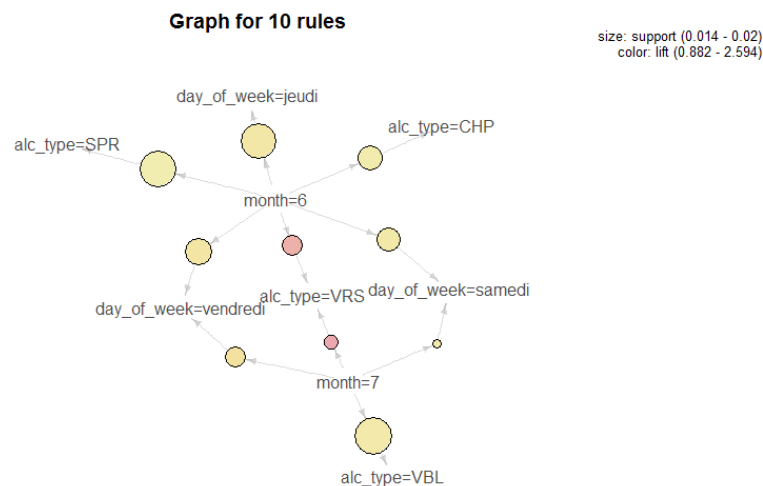 Graph for 10 rules
size: support (0.014 - 0.02)
color: lift (0.882 - 2.594)
day_of_week=jeudi
alc_type=CHP
alc_type=SPR
month=6
day_of_week=samedi
alc_type=VRS
day_of_week=vendredi
month=7
alc_type=VBL